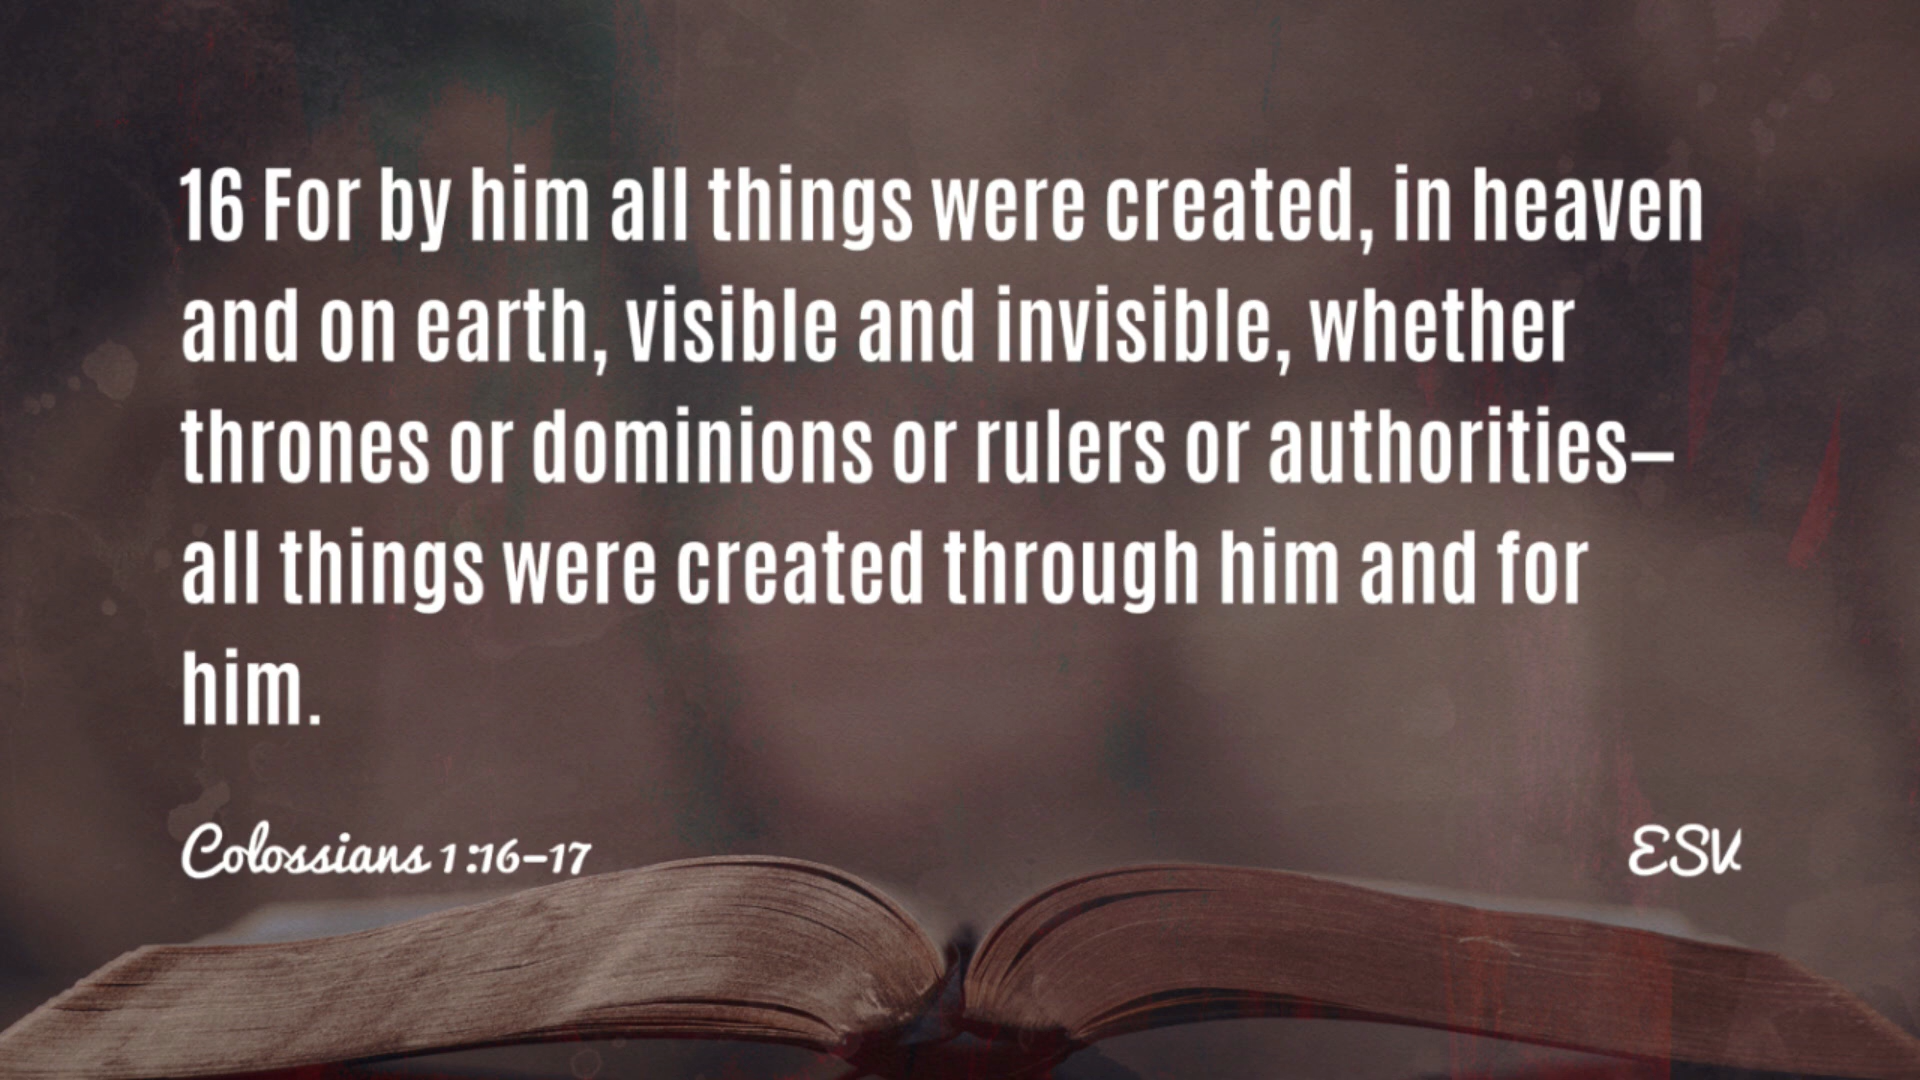 16 For by him all things were created, in heaven
and on earth, visible and invisible, whether
thrones or dominions or rulers or authorities—
all things were created through him and for
him.
Colossians 1:16–17
ESV